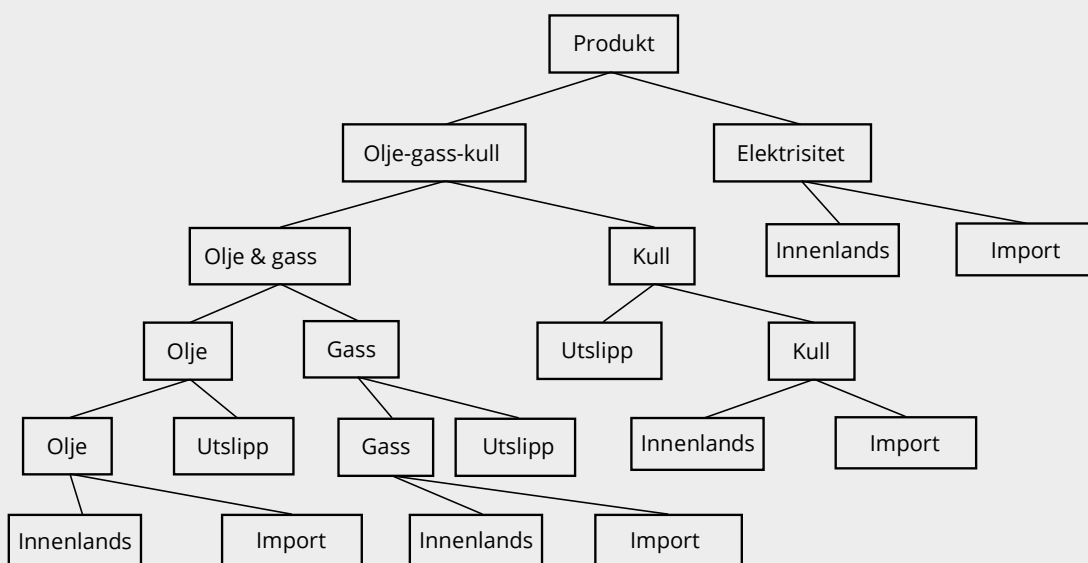 Produkt
Olje-gass-kull
Elektrisitet
Olje & gass
Kull
Innenlands
Import
Olje
Gass
Utslipp
Kull
Olje
Utslipp
Gass
Utslipp
Innenlands
Import
Innenlands
Import
Innenlands
Import